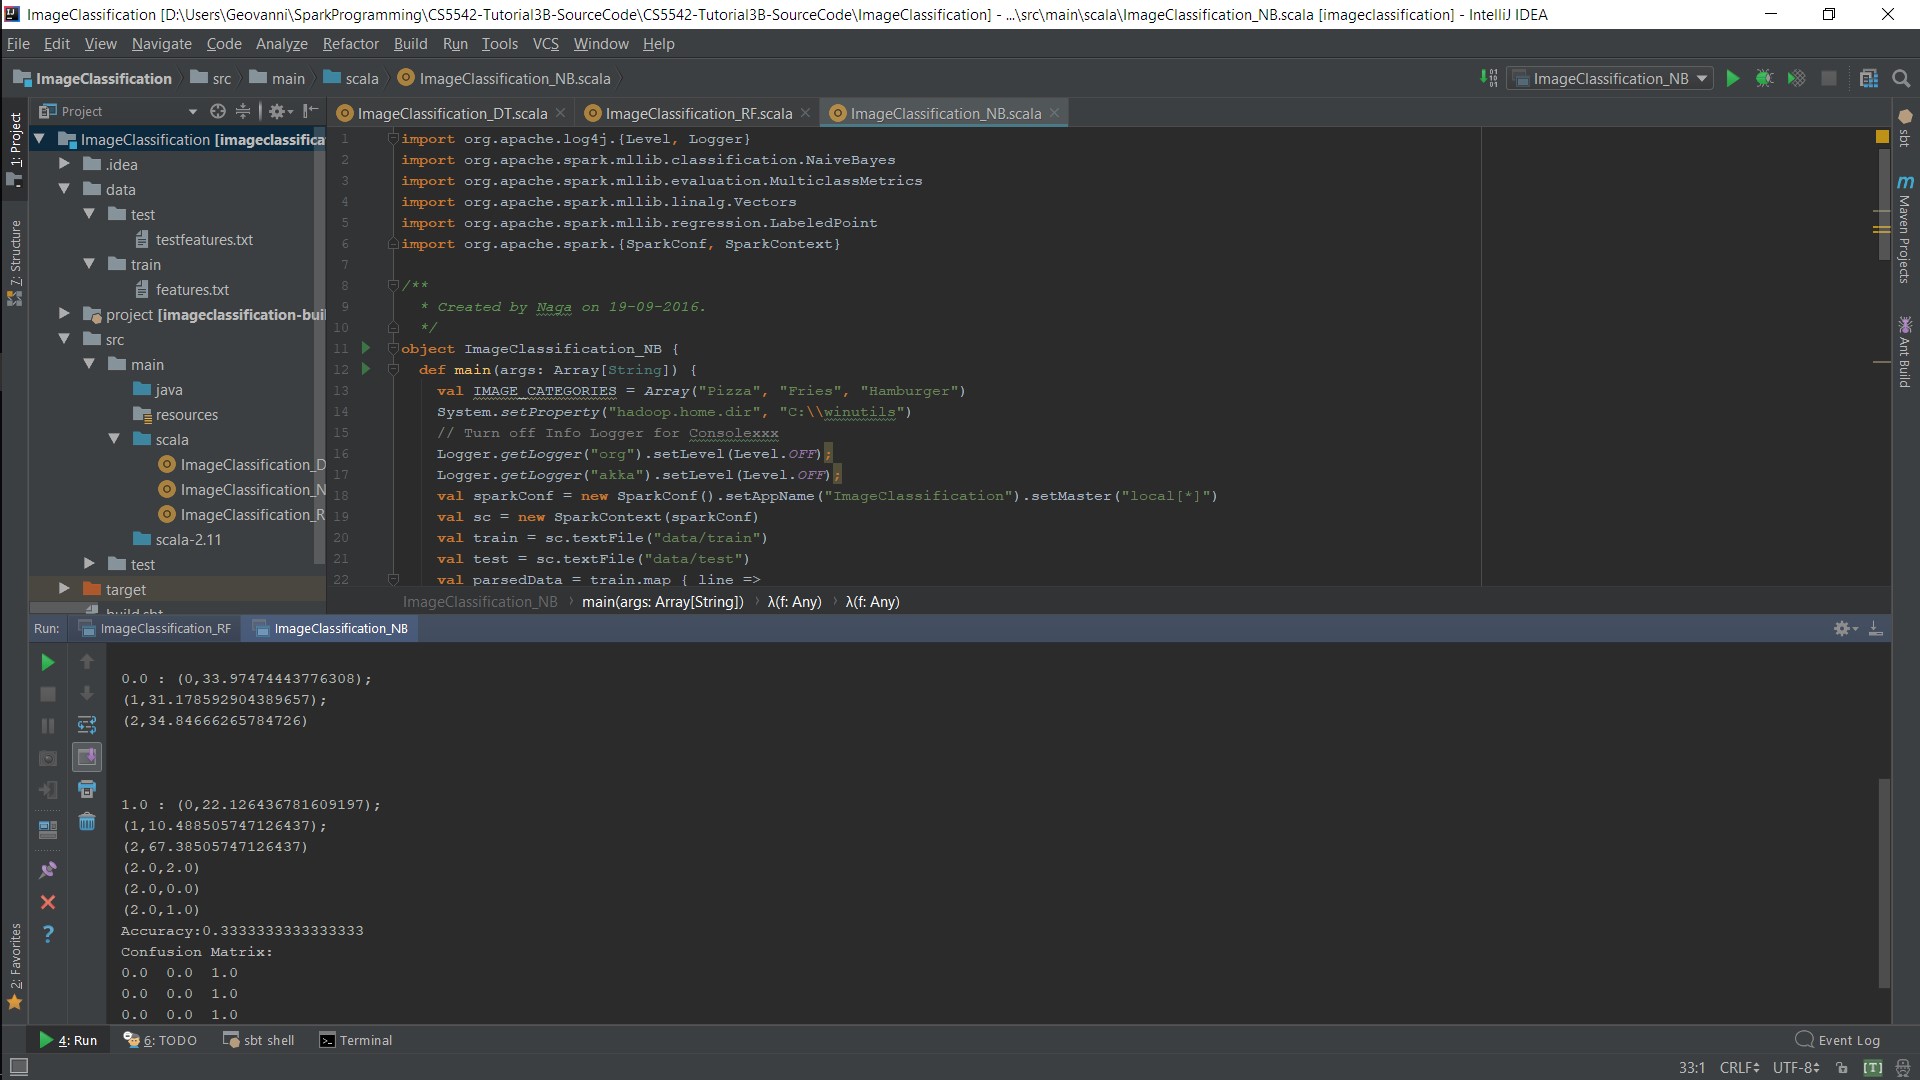 ImageClassification [D:\Users\Geovanni\SparkProgramming\CS5542-Tutorial3B-SourceCode\CS5542-Tutorial3B-SourceCode\ImageClassification] - ...\src\main\scala\ImageClassification_NB.scala [imageclassification] - IntelliJ IDEA
File Edit View Navigate Code Analyze Refactor Build Run Tools VCS Window Help
ImageClassification src main scala ImageClassification_NB.scala
ImageClassification_NB
Project
ImageClassification_DT.scala ImageClassification_RF.scala ImageClassification_NB.scala
1: Project
7: Structure
2: Favorites
ImageClassification [imageclassifica
.idea
data
test
testfeatures.txt
train
features.txt
project [imageclassification-bui
src
main
java
resources
scala
ImageClassification_D
ImageClassification_N
ImageClassification_R
scala-2.11
test
target
build.sbt
1 import org.apache.log4j.{Level, Logger}
2 import org.apache.spark.mllib.classification.NaiveBayes
3 import org.apache.spark.mllib.evaluation.MulticlassMetrics
4 import org.apache.spark.mllib.linalg.Vectors
5 import org.apache.spark.mllib.regression.LabeledPoint
6 import org.apache.spark.{SparkConf, SparkContext}
7
8 /**
9 * Created by Naga on 19-09-2016.
10 */
11 object ImageClassification_NB {
12 def main(args: Array[String]) {
13 val IMAGE_CATEGORIES = Array("Pizza", "Fries", "Hamburger")
14 System.setProperty("hadoop.home.dir", "C:\\winutils")
15 // Turn off Info Logger for Consolexxx
16 Logger.getLogger("org").setLevel(Level.OFF);
17 Logger.getLogger("akka").setLevel(Level.OFF);
18 val sparkConf = new SparkConf().setAppName("ImageClassification").setMaster("local[*]")
19 val sc = new SparkContext(sparkConf)
20 val train = sc.textFile("data/train")
21 val test = sc.textFile("data/test")
22 val parsedData = train.map { line =>
ImageClassification_NB main(args: Array[String]) λ(f: Any) λ(f: Any)
sbt
m Maven Projects
Ant Build
Run: ImageClassification_RF ImageClassification_NB
0.0 : (0,33.97474443776308);
(1,31.178592904389657);
(2,34.84666265784726)
1.0 : (0,22.126436781609197);
(1,10.488505747126437);
(2,67.38505747126437)
(2.0,2.0)
(2.0,0.0)
(2.0,1.0)
Accuracy:0.3333333333333333
Confusion Matrix:
0.0 0.0 1.0
0.0 0.0 1.0
0.0 0.0 1.0
4: Run 6: TODO sbt shell Terminal Event Log
33:1 CRLF UTF-8 [T]